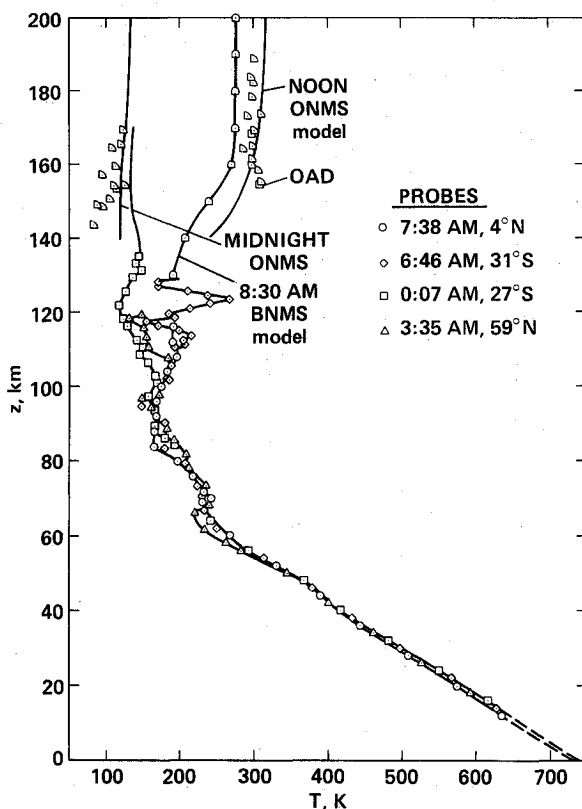 200
180
160
140
120
100
80
60
40
20
0
z, km
NOON
ONMS
model
OAD
MIDNIGHT
ONMS
8:30 AM
BNMS
model
PROBES
7:38 AM, 4°N
6:46 AM, 31°S
0:07 AM, 27°S
3:35 AM, 59°N
100 200 300 400 500 600 700
T, K